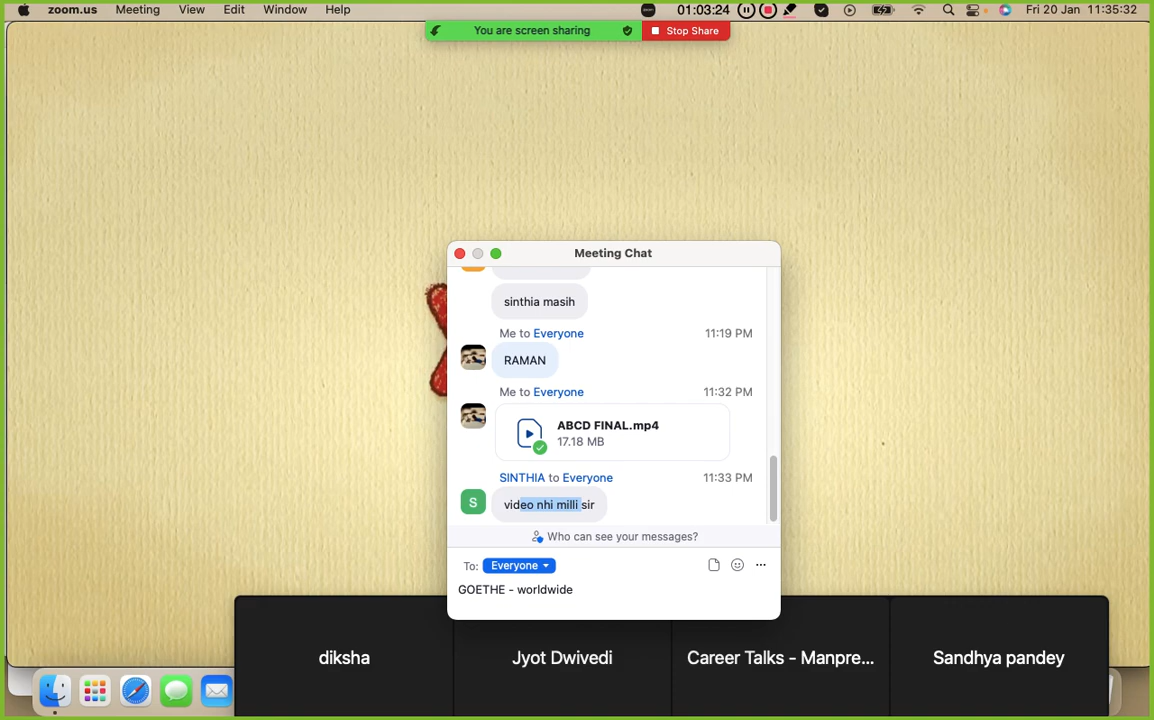 zoom.us Meeting View Edit Window Help 01:03:24 Fri 20 Jan 11:35:32
You are screen sharing Stop Share
Meeting Chat
sinthia masih
Me to Everyone 11:19 PM
RAMAN
Me to Everyone 11:32 PM
ABCD FINAL.mp4
17.18 MB
SINTHIA to Everyone 11:33 PM
S
video nhi milli sir
Who can see your messages?
To: Everyone
GOETHE - worldwide
diksha Jyot Dwivedi Career Talks - Manpre... Sandhya pandey